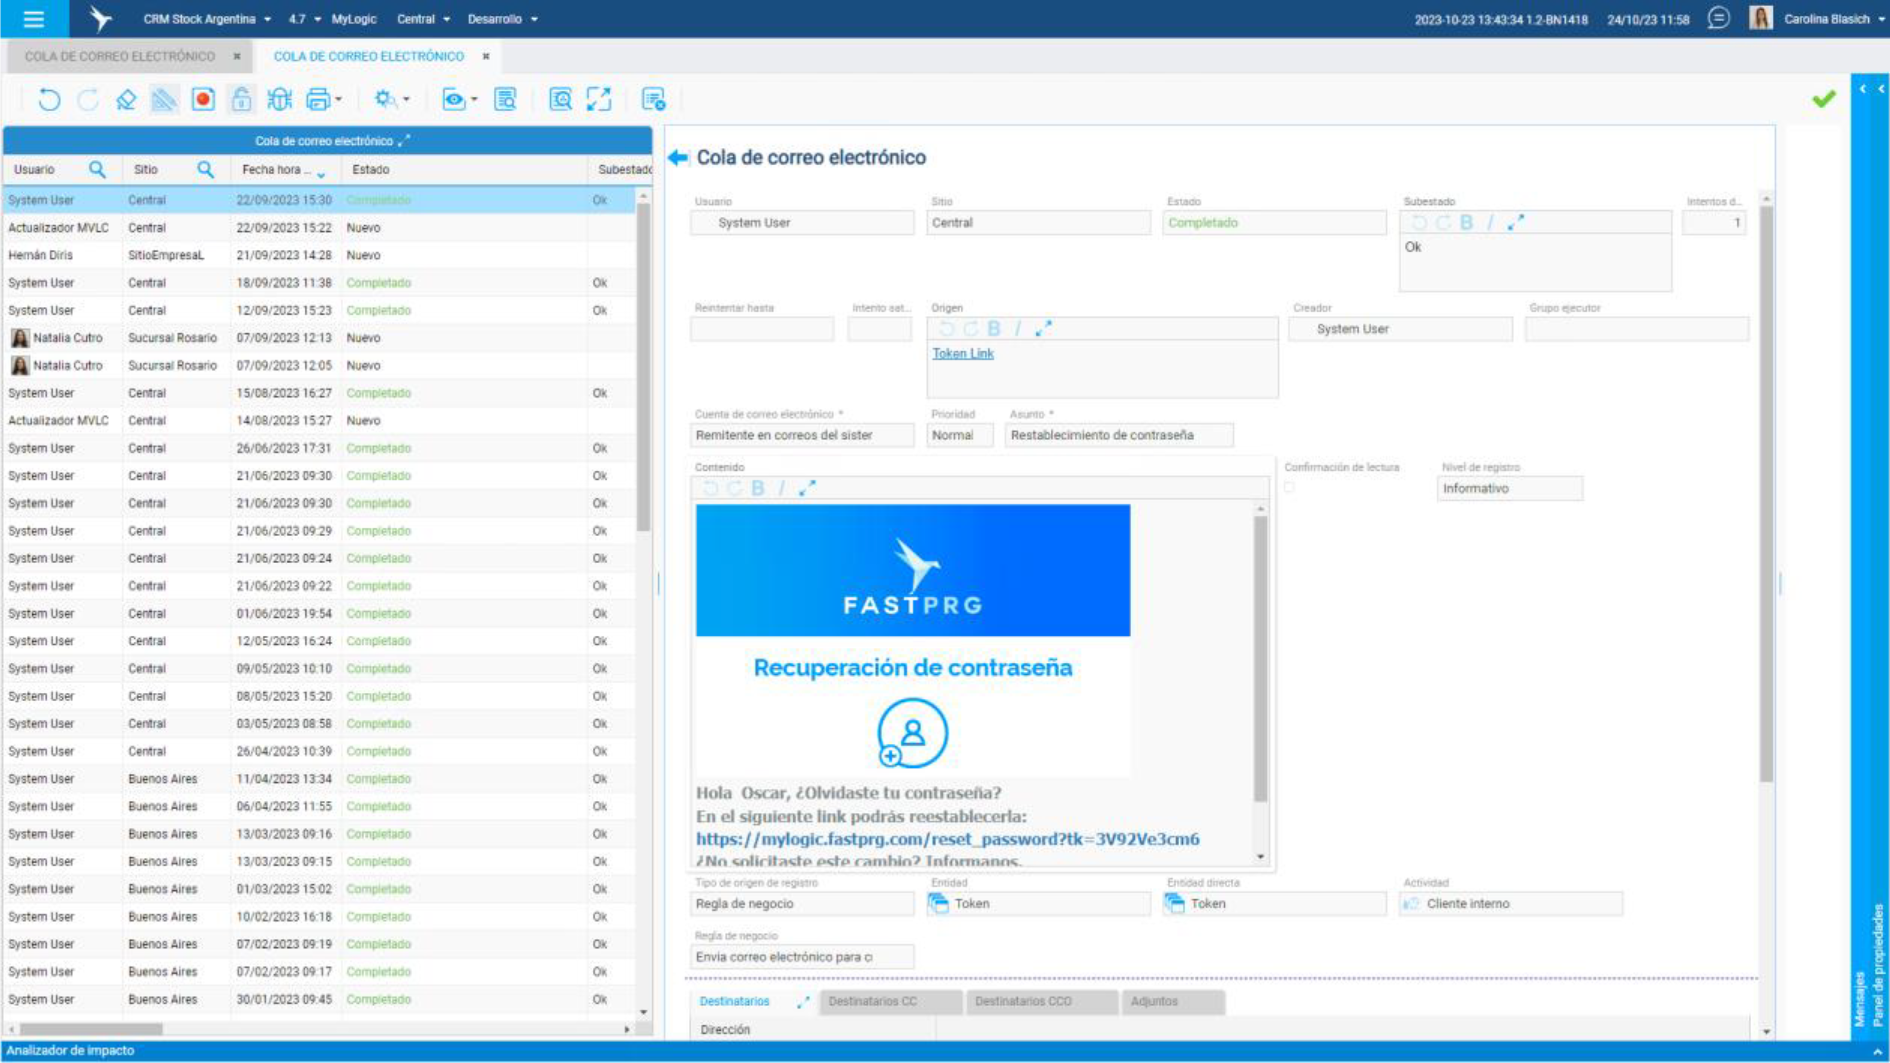 CRM Stock Argentina 4.7 MyLogic Central Desarrollo 2023-10-23 13:43:34 1.2-BN1418 24/10/23 11:58 Carolina Blasich
COLA DE CORREO ELECTRÓNICO COLA DE CORREO ELECTRÓNICO
Cola de correo electrónico
Usuario Sitio Fecha hora ... Estado Subestado
System User Central 22/09/2023 15:30 Completado Ok
Actualizador MVLC Central 22/09/2023 15:22 Nuevo
Hernán Diris SitioEmpresaL 21/09/2023 14:28 Nuevo
System User Central 18/09/2023 11:38 Completado Ok
System User Central 12/09/2023 15:23 Completado Ok
Natalia Cutro Sucursal Rosario 07/09/2023 12:13 Nuevo
Natalia Cutro Sucursal Rosario 07/09/2023 12:05 Nuevo
System User Central 15/08/2023 16:27 Completado Ok
Actualizador MVLC Central 14/08/2023 15:27 Nuevo
System User Central 26/06/2023 17:31 Completado Ok
System User Central 21/06/2023 09:30 Completado Ok
System User Central 21/06/2023 09:30 Completado Ok
System User Central 21/06/2023 09:29 Completado Ok
System User Central 21/06/2023 09:24 Completado Ok
System User Central 21/06/2023 09:22 Completado Ok
System User Central 01/06/2023 19:54 Completado Ok
System User Central 12/05/2023 16:24 Completado Ok
System User Central 09/05/2023 10:10 Completado Ok
System User Central 08/05/2023 15:20 Completado Ok
System User Central 03/05/2023 08:58 Completado Ok
System User Central 26/04/2023 10:39 Completado Ok
System User Buenos Aires 11/04/2023 13:34 Completado Ok
System User Buenos Aires 06/04/2023 11:55 Completado Ok
System User Buenos Aires 13/03/2023 09:16 Completado Ok
System User Buenos Aires 13/03/2023 09:15 Completado Ok
System User Buenos Aires 01/03/2023 15:02 Completado Ok
System User Buenos Aires 10/02/2023 16:18 Completado Ok
System User Buenos Aires 07/02/2023 09:19 Completado Ok
System User Buenos Aires 07/02/2023 09:17 Completado Ok
System User Buenos Aires 30/01/2023 09:45 Completado Ok
Cola de correo electrónico
Usuario Sitio Estado Subestado Intentos d...
System User Central Completado 1
Ok
Reintentar hasta Intento sat... Origen Creador Grupo ejecutor
System User
Token Link
Cuenta de correo electrónico * Prioridad Asunto *
Remitente en correos del sister Normal Restablecimiento de contraseña
Contenido Confirmación de lectura Nivel de registro
Informativo
FASTPRG
Recuperación de contraseña
Hola Oscar, ¿Olvidaste tu contraseña?
En el siguiente link podrás reestablecerla:
https://mylogic.fastprg.com/reset_password?tk=3V92Ve3cm6
¿No solicitaste este cambio? Informanos.
Tipo de origen de registro Entidad Entidad directa Actividad
Regla de negocio Token Token Cliente interno
Regla de negocio
Envia correo electrónico para ci
Destinatarios Destinatarios CC Destinatarios CCO Adjuntos
Dirección
Mensajes
Panel de propiedades
Analizador de impacto